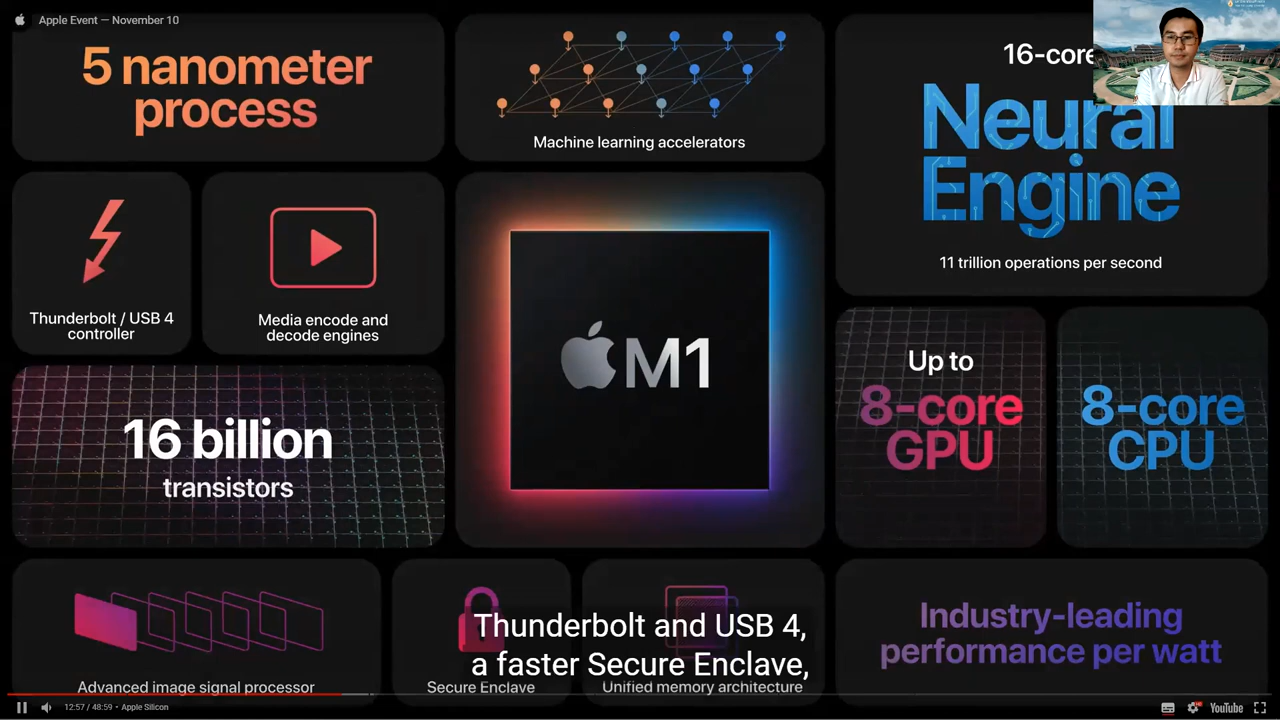 Apple Event — November 10
5 nanometer
process
Machine learning accelerators
16-core
Neural
Engine
11 trillion operations per second
Thunderbolt / USB 4
controller
Media encode and
decode engines
M1
Up to
8-core
GPU
8-core
CPU
16 billion
transistors
Industry-leading
performance per watt
Thunderbolt and USB 4,
a faster Secure Enclave,
Advanced image signal processor
Secure Enclave
Unified memory architecture
12:57 / 48:59 • Apple Silicon
YouTube